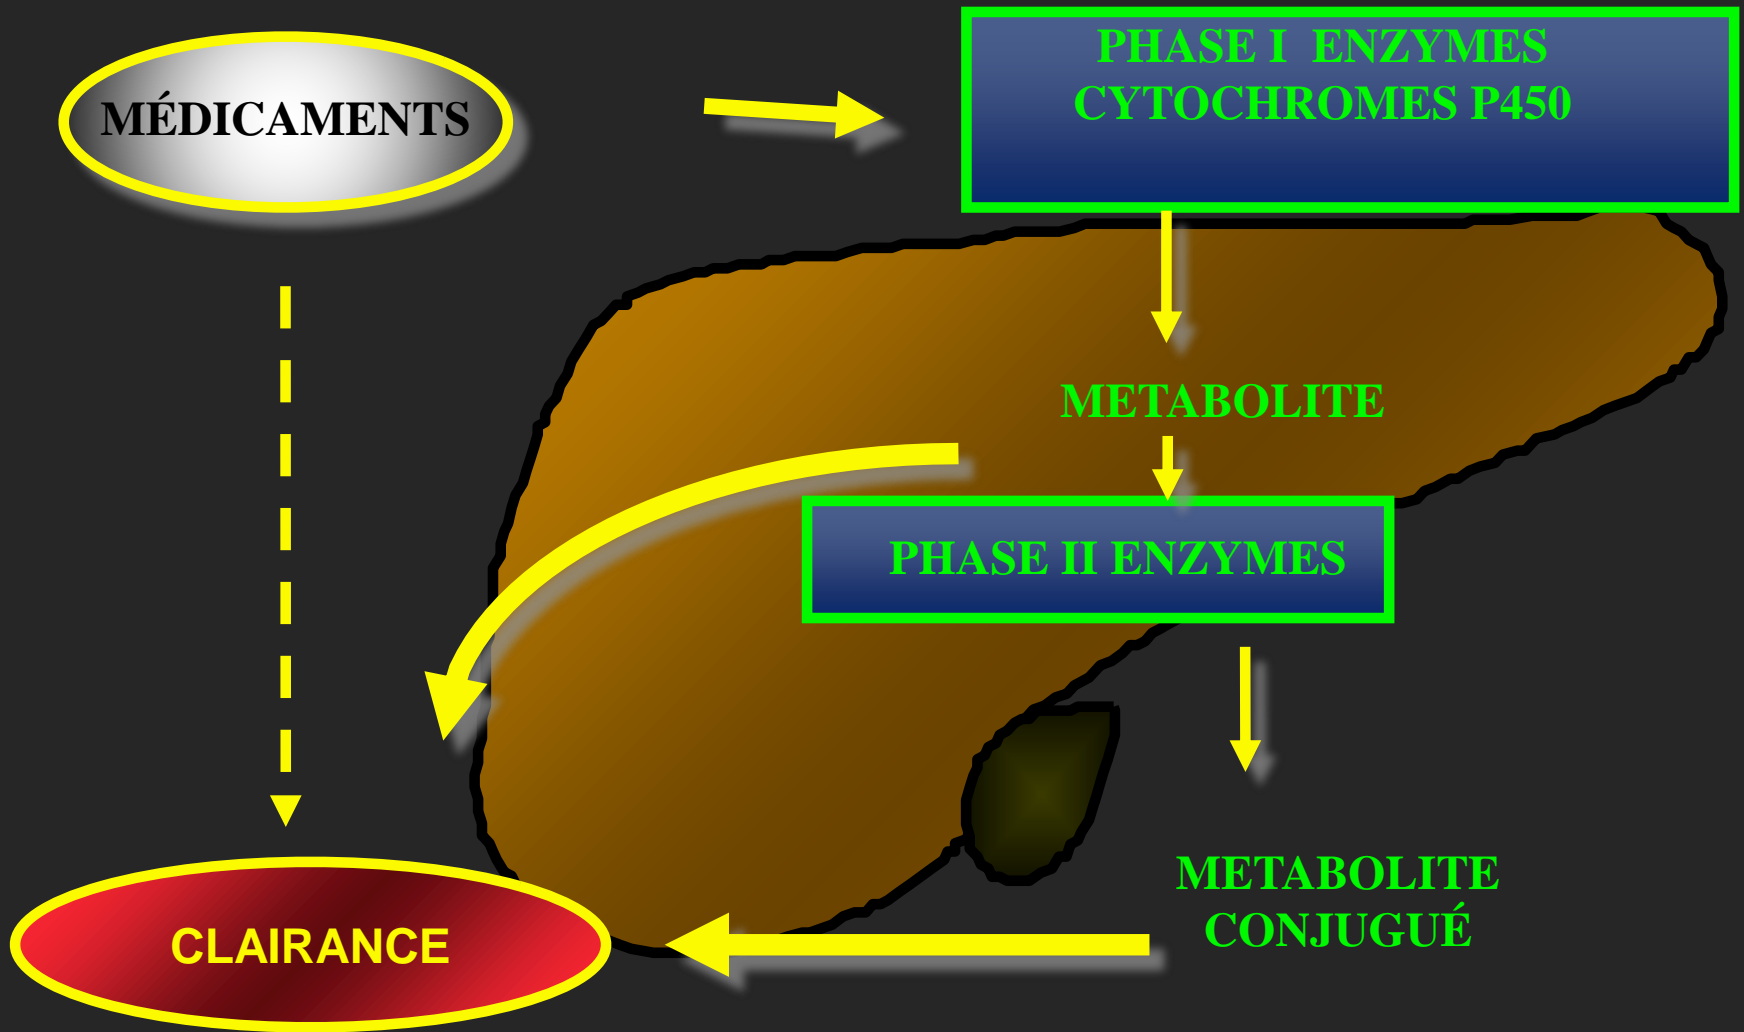 MÉDICAMENTS
PHASE I ENZYMES
CYTOCHROMES P450
METABOLITE
PHASE II ENZYMES
METABOLITE
CONJUGUÉ
CLAIRANCE